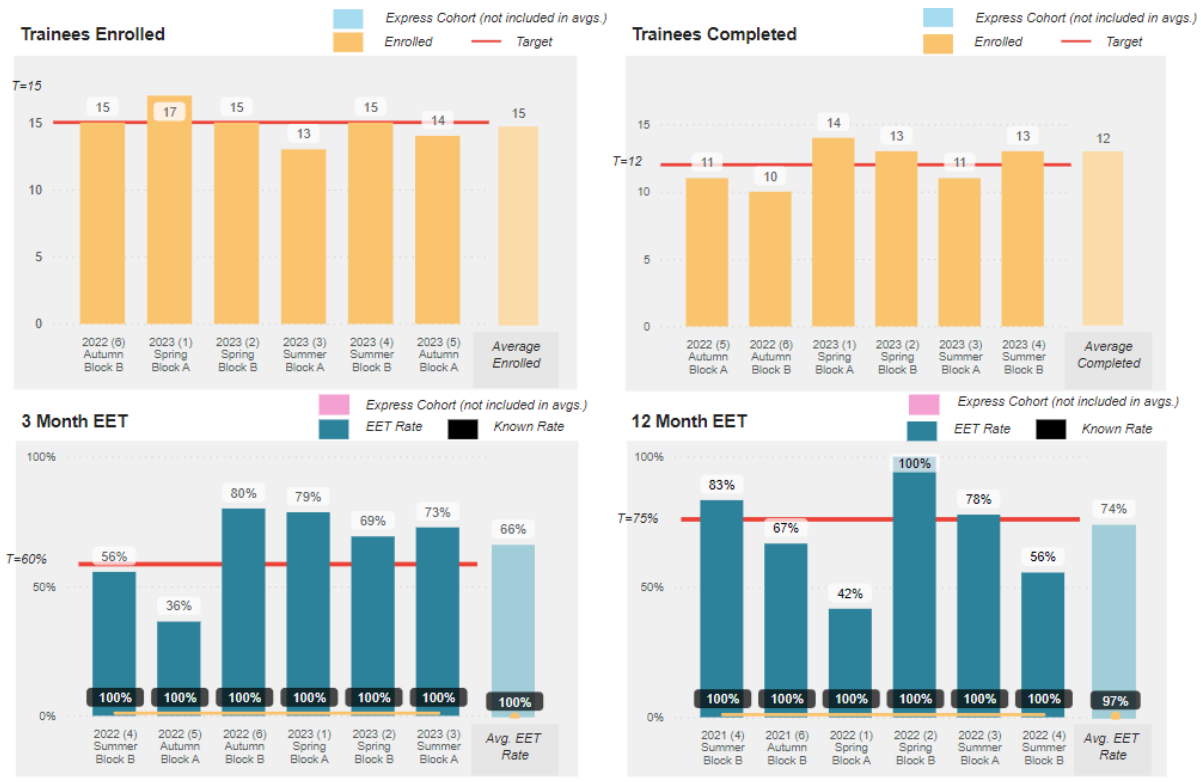 Trainees Enrolled
Express Cohort (not included in avgs.)
Enrolled
Target
T=15
15
17
15
13
15
14
15
15
10
5
0
2022 (6) Autumn Block B
2023 (1) Spring Block A
2023 (2) Spring Block B
2023 (3) Summer Block A
2023 (4) Summer Block B
2023 (5) Autumn Block A
Average Enrolled
Trainees Completed
Express Cohort (not included in avgs.)
Enrolled
Target
T=12
11
10
14
13
11
13
12
15
10
5
0
2022 (5) Autumn Block A
2022 (6) Autumn Block B
2023 (1) Spring Block A
2023 (2) Spring Block B
2023 (3) Summer Block A
2023 (4) Summer Block B
Average Completed
3 Month EET
Express Cohort (not included in avgs.)
EET Rate
Known Rate
100%
T=60%
50%
0%
56%
36%
80%
79%
69%
73%
66%
100%
100%
100%
100%
100%
100%
100%
2022 (4) Summer Block B
2022 (5) Autumn Block A
2022 (6) Autumn Block B
2023 (1) Spring Block A
2023 (2) Spring Block B
2023 (3) Summer Block A
Avg. EET Rate
12 Month EET
Express Cohort (not included in avgs.)
EET Rate
Known Rate
100%
T=75%
50%
0%
83%
67%
42%
100%
78%
56%
74%
100%
100%
100%
100%
100%
100%
97%
2021 (4) Summer Block B
2021 (6) Autumn Block B
2022 (1) Spring Block A
2022 (2) Spring Block B
2022 (3) Summer Block A
2022 (4) Summer Block B
Avg. EET Rate